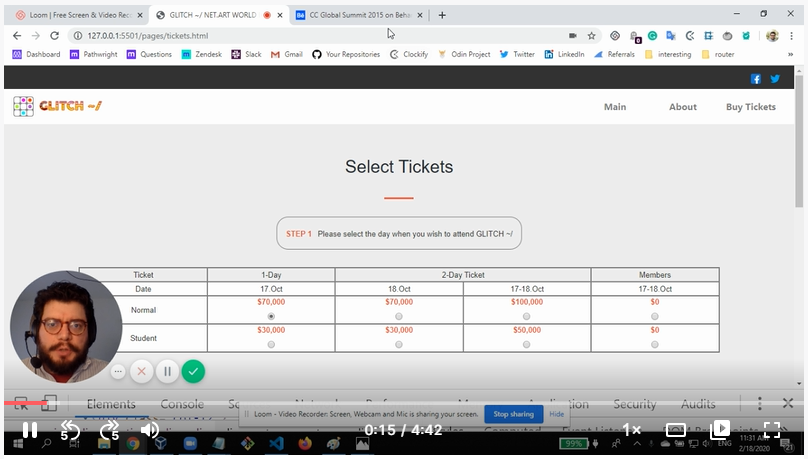 Loom | Free Screen & Video Rec
GLITCH ~/ NET.ART WORLD
CC Global Summit 2015 on Beha
127.0.0.1:5501/pages/tickets.html
Dashboard Pathwright Questions Zendesk Slack Gmail GitHub Your Repositories Clockify Odin Project Twitter LinkedIn Referrals interesting router
GLITCH ~/
Main About Buy Tickets
Select Tickets
STEP 1 Please select the day when you wish to attend GLITCH ~/
Ticket 1-Day 2-Day Ticket Members
Date 17.Oct 18.Oct 17-18.Oct 17-18.Oct
Normal $70,000 $70,000 $100,000 $0
Student $30,000 $30,000 $50,000 $0
Elements Console Application Security Audits
Loom - Video Recorder: Screen, Webcam and Mic is sharing your screen. Stop sharing Hide
5 5 0:15 / 4:42 1x
99% ENG 11:31 AM
2/18/2020 21